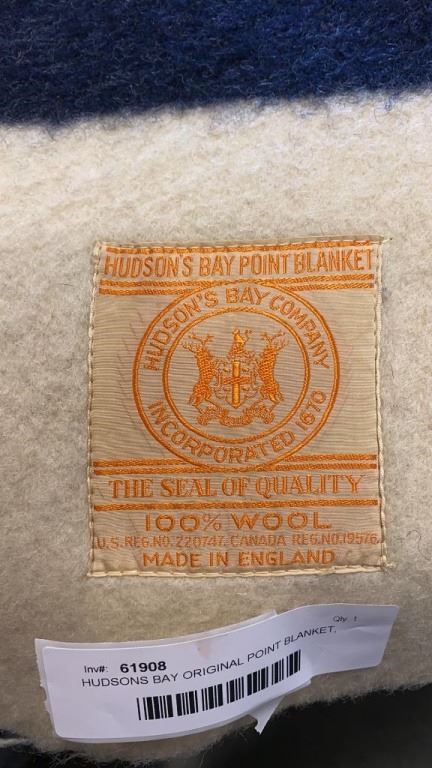 HUDSON'S BAY POINT BLANKET
HUDSON'S BAY COMPANY
INCORPORATED 1670
THE SEAL OF QUALITY
100% WOOL
U.S. REG. NO. 220747. CANADA REG. NO. 19576
MADE IN ENGLAND
Inv#: 61908
Qty 1
HUDSONS BAY ORIGINAL POINT BLANKET,